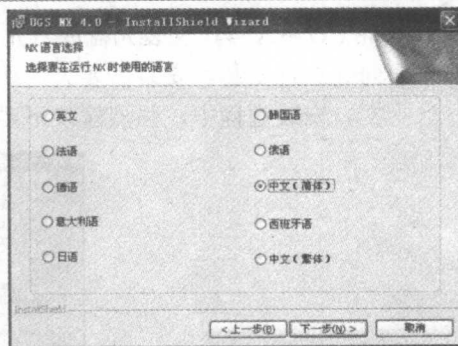 UGS NX 4.0 - InstallShield Wizard
NX 语言选择
选择要在运行 NX 时使用的语言
英文
韩国语
法语
俄语
德语
中文（简体）
意大利语
西班牙语
日语
中文（繁体）
InstallShield
<上一步(B)
下一步(N)>
取消